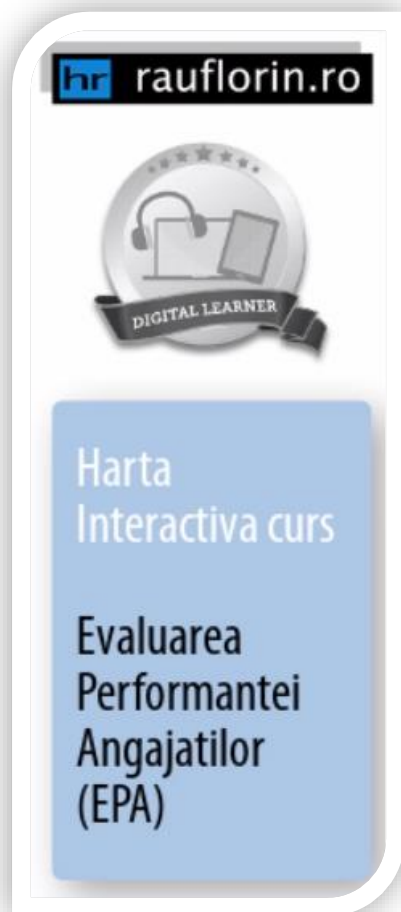 hr rauflorin.ro
DIGITAL LEARNER
Harta
Interactiva curs
Evaluarea
Performantei
Angajatilor
(EPA)